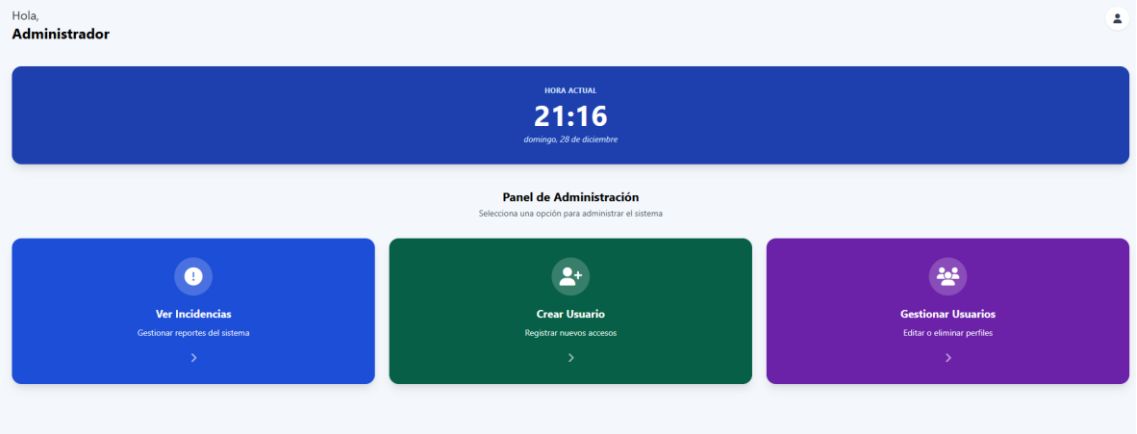 Hola,
Administrador
HORA ACTUAL
21:16
domingo, 28 de diciembre
Panel de Administración
Selecciona una opción para administrar el sistema
Ver Incidencias
Gestionar reportes del sistema
Crear Usuario
Registrar nuevos accesos
Gestionar Usuarios
Editar o eliminar perfiles